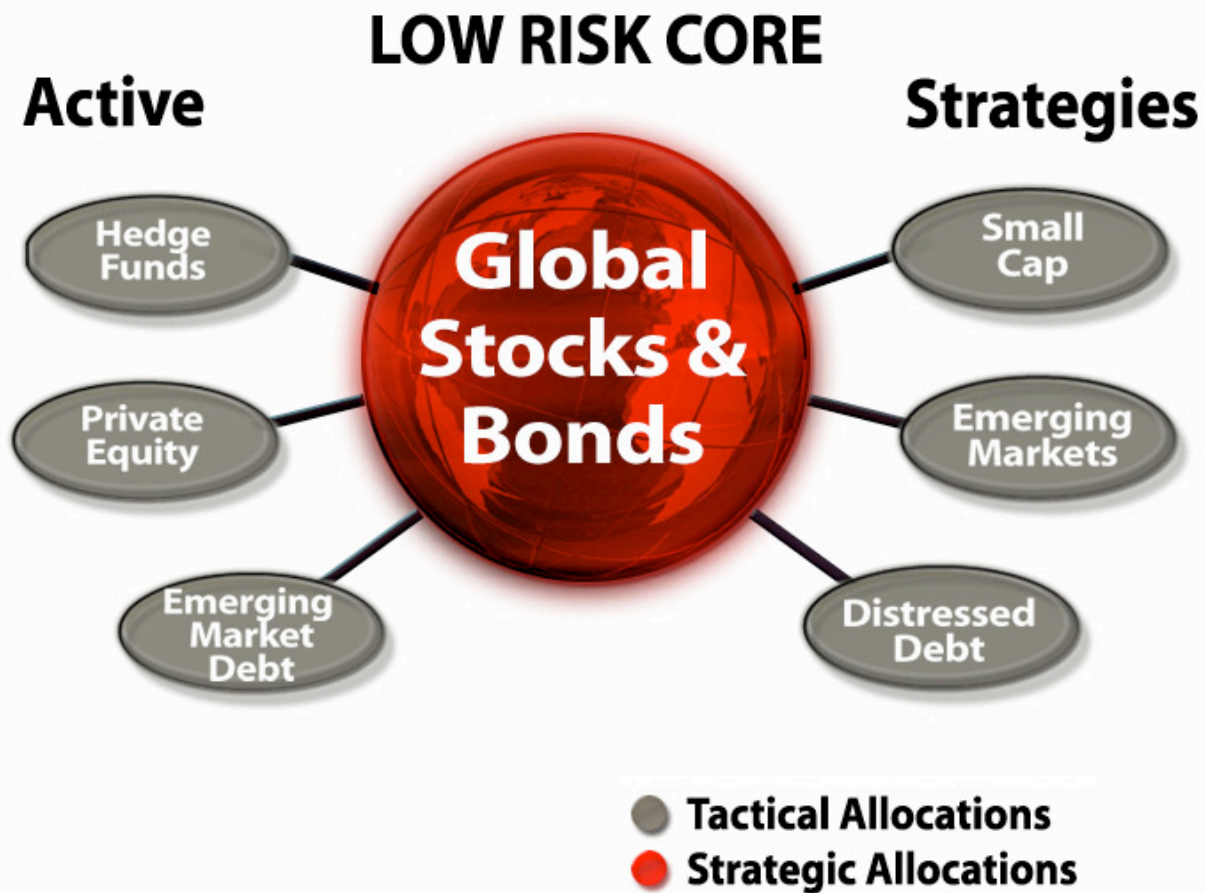 LOW RISK CORE
Active
Strategies
Hedge
Funds
Private
Equity
Emerging
Market
Debt
Global
Stocks &
Bonds
Small
Cap
Emerging
Markets
Distressed
Debt
Tactical Allocations
Strategic Allocations